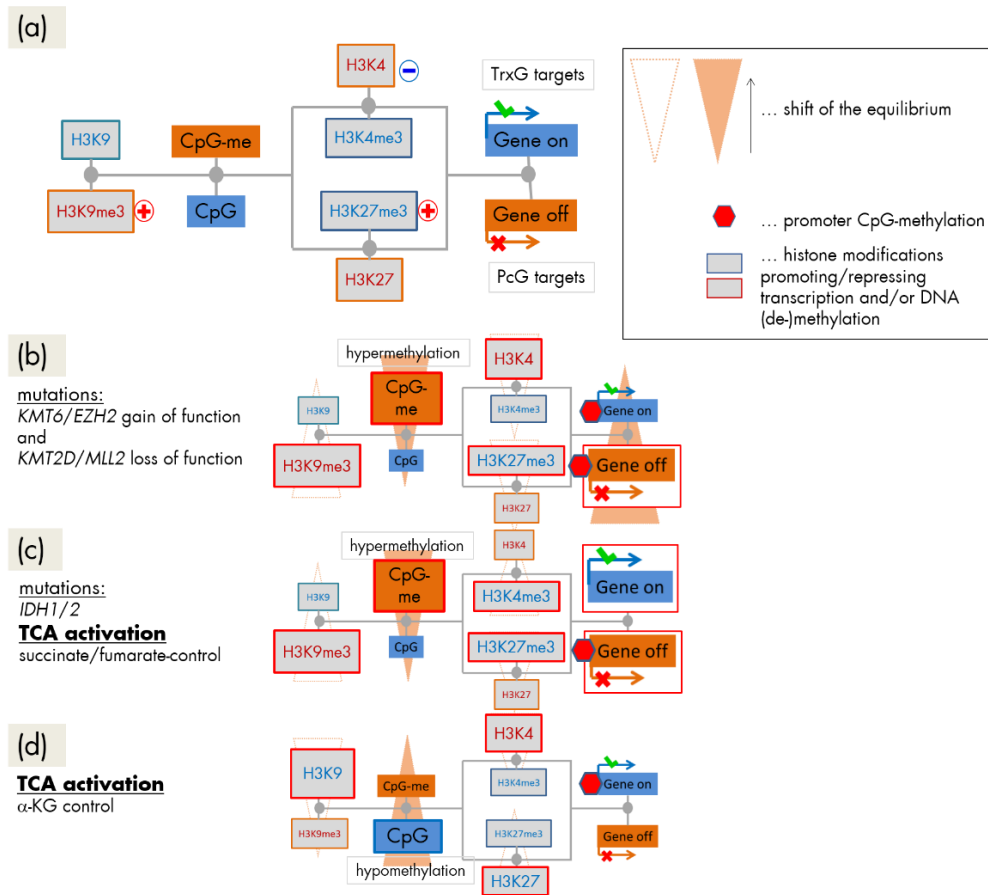 (a)
H3K4
TrxG targets
H3K9
CpG-me
H3K4me3
Gene on
H3K9me3
CpG
H3K27me3
Gene off
H3K27
PcG targets
… shift of the equilibrium
… promoter CpG-methylation
… histone modifications
promoting/repressing
transcription and/or DNA
(de-)methylation
(b)
mutations:
KMT6/EZH2 gain of function
and
KMT2D/MLL2 loss of function
hypermethylation
H3K4
CpG-
me
H3K9
H3K4me3
Gene on
H3K9me3
CpG
H3K27me3
Gene off
H3K27
(c)
mutations:
IDH1/2
TCA activation
succinate/fumarate-control
hypermethylation
H3K4
CpG-
me
H3K9
H3K4me3
Gene on
H3K9me3
CpG
H3K27me3
Gene off
H3K27
(d)
TCA activation
α-KG control
H3K4
H3K9
CpG-me
H3K4me3
Gene on
H3K9me3
CpG
H3K27me3
Gene off
hypomethylation
H3K27